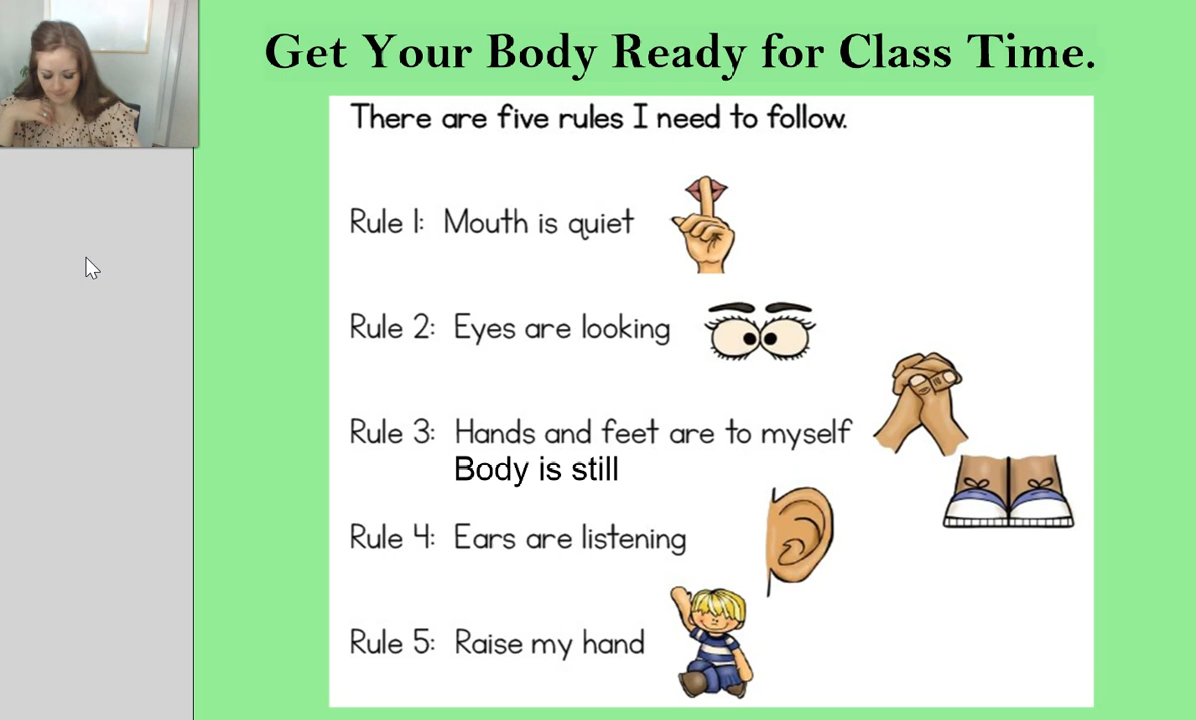 Get Your Body Ready for Class Time.
There are five rules I need to follow.
Rule 1: Mouth is quiet
Rule 2: Eyes are looking
Rule 3: Hands and feet are to myself
Body is still
Rule 4: Ears are listening
Rule 5: Raise my hand